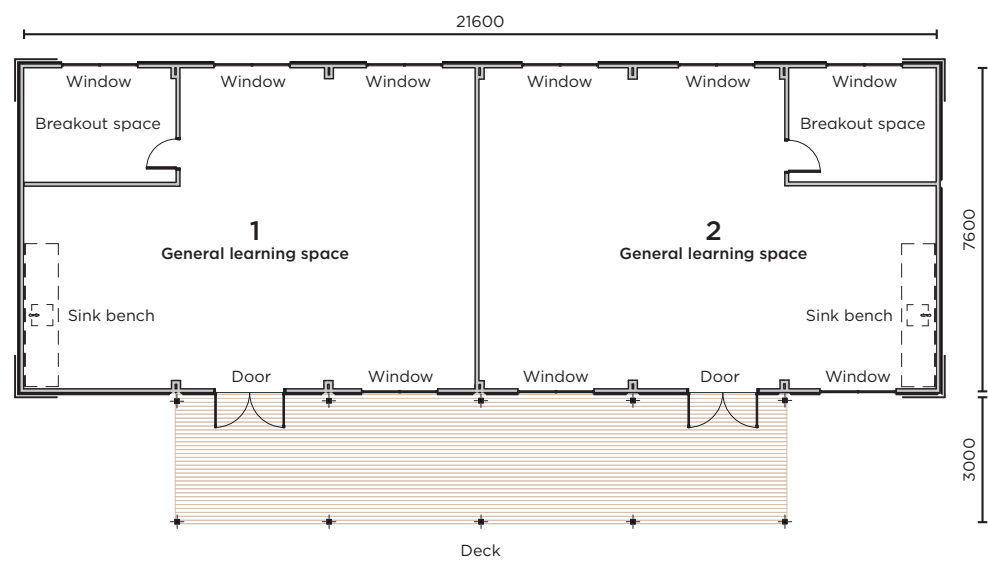 21600
Window
Window
Window
Window
Window
Window
Breakout space
Breakout space
1
General learning space
2
General learning space
7600
Sink bench
Sink bench
Door
Window
Window
Door
Window
3000
Deck